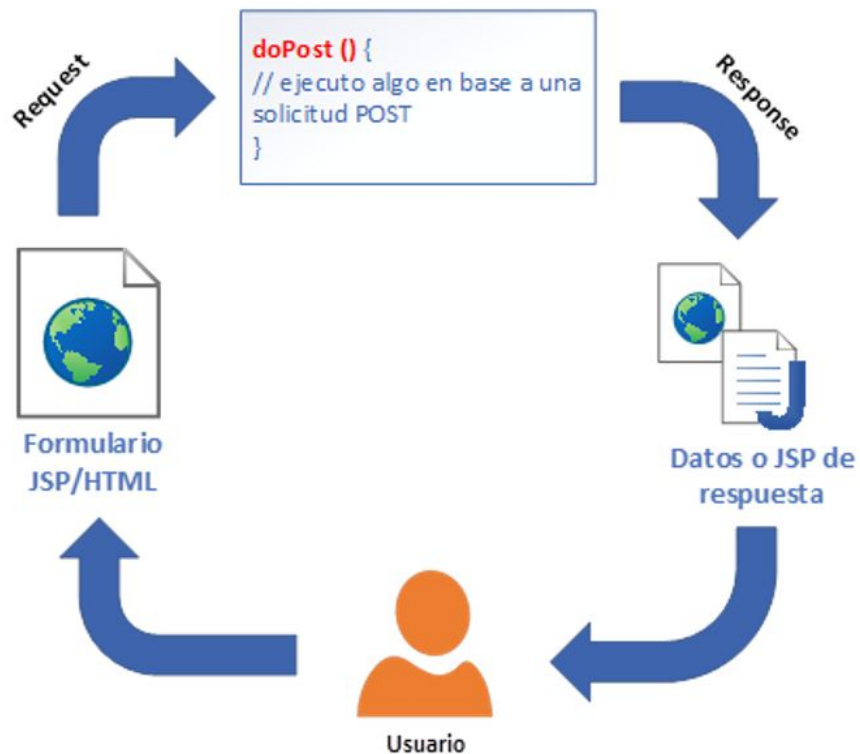 Request
doPost () {
// ejecuto algo en base a una
solicitud POST
}
Response
Formulario
JSP/HTML
Datos o JSP de
respuesta
Usuario